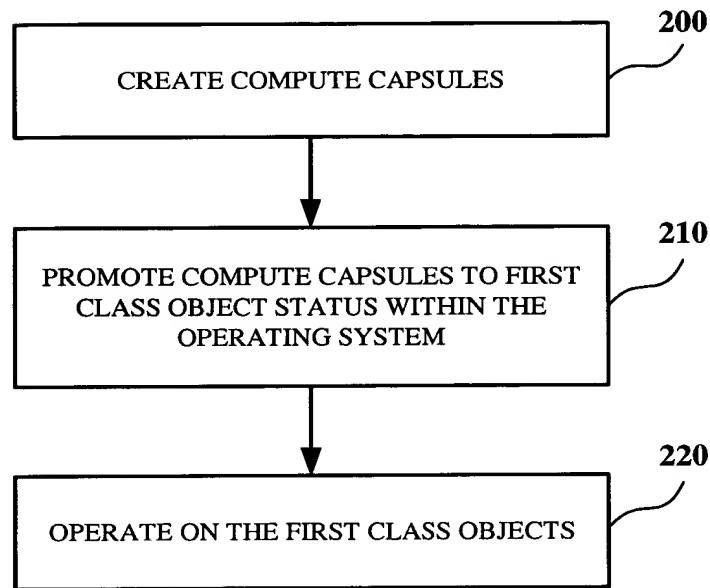 200
CREATE COMPUTE CAPSULES
210
PROMOTE COMPUTE CAPSULES TO FIRST
CLASS OBJECT STATUS WITHIN THE
OPERATING SYSTEM
220
OPERATE ON THE FIRST CLASS OBJECTS